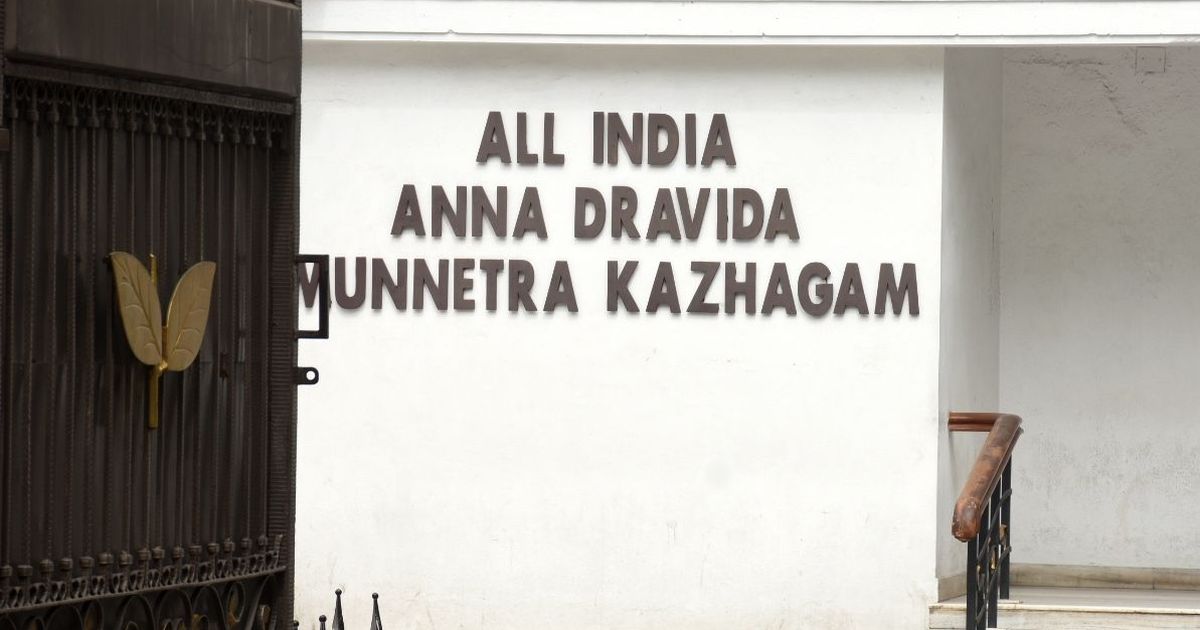 ALL INDIA
ANNA DRAVIDA
MUNNETRA KAZHAGAM